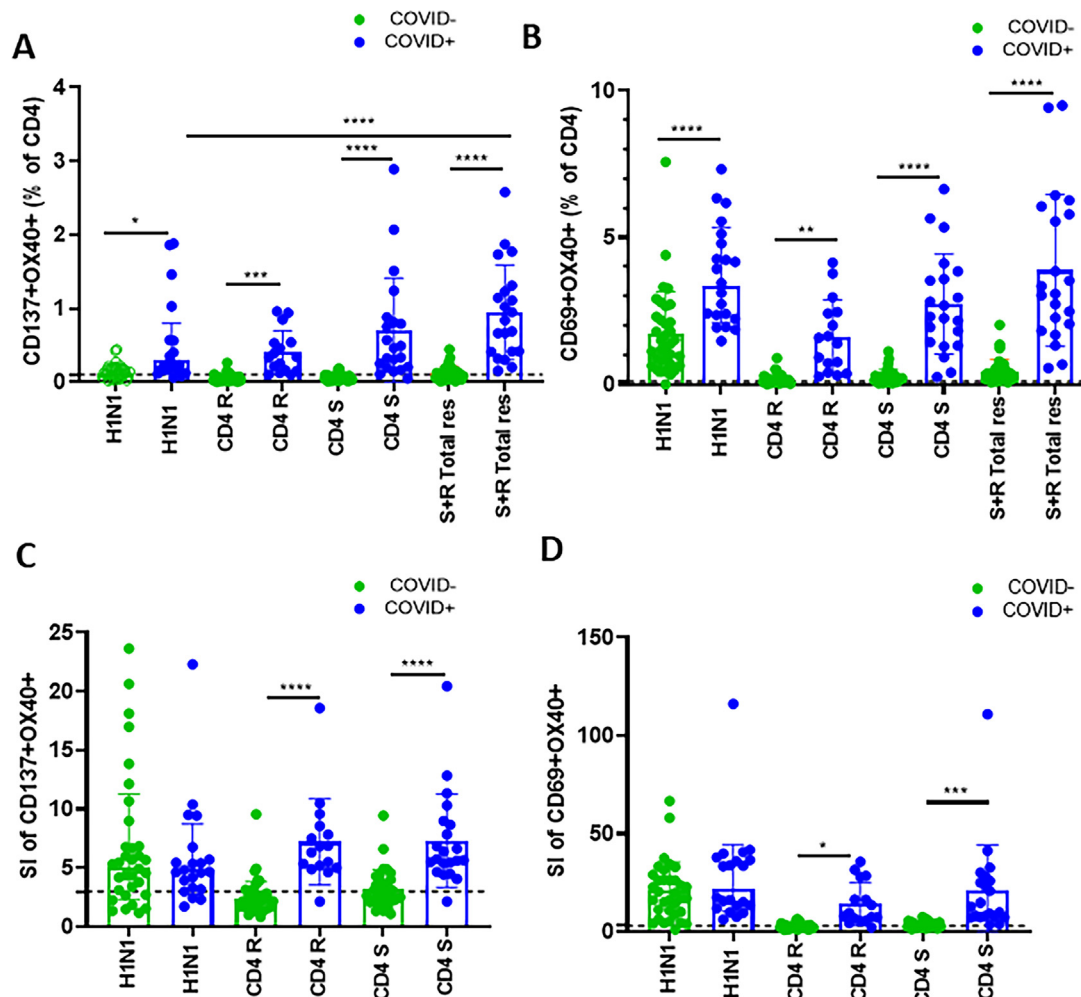 A
COVID-
COVID+
CD137+OX40+ (% of CD4)
4
3
2
1
0
*
***
****
****
****
H1N1
H1N1
CD4 R
CD4 R
CD4 S
CD4 S
S+R Total res
S+R Total res
B
COVID-
COVID+
CD69+OX40+ (% of CD4)
10
5
0
****
**
****
****
H1N1
H1N1
CD4 R
CD4 R
CD4 S
CD4 S
S+R Total res
S+R Total res
C
COVID-
COVID+
SI of CD137+OX40+
25
20
15
10
5
0
****
****
H1N1
H1N1
CD4 R
CD4 R
CD4 S
CD4 S
D
COVID-
COVID+
SI of CD69+OX40+
150
100
50
0
*
***
H1N1
H1N1
CD4 R
CD4 R
CD4 S
CD4 S